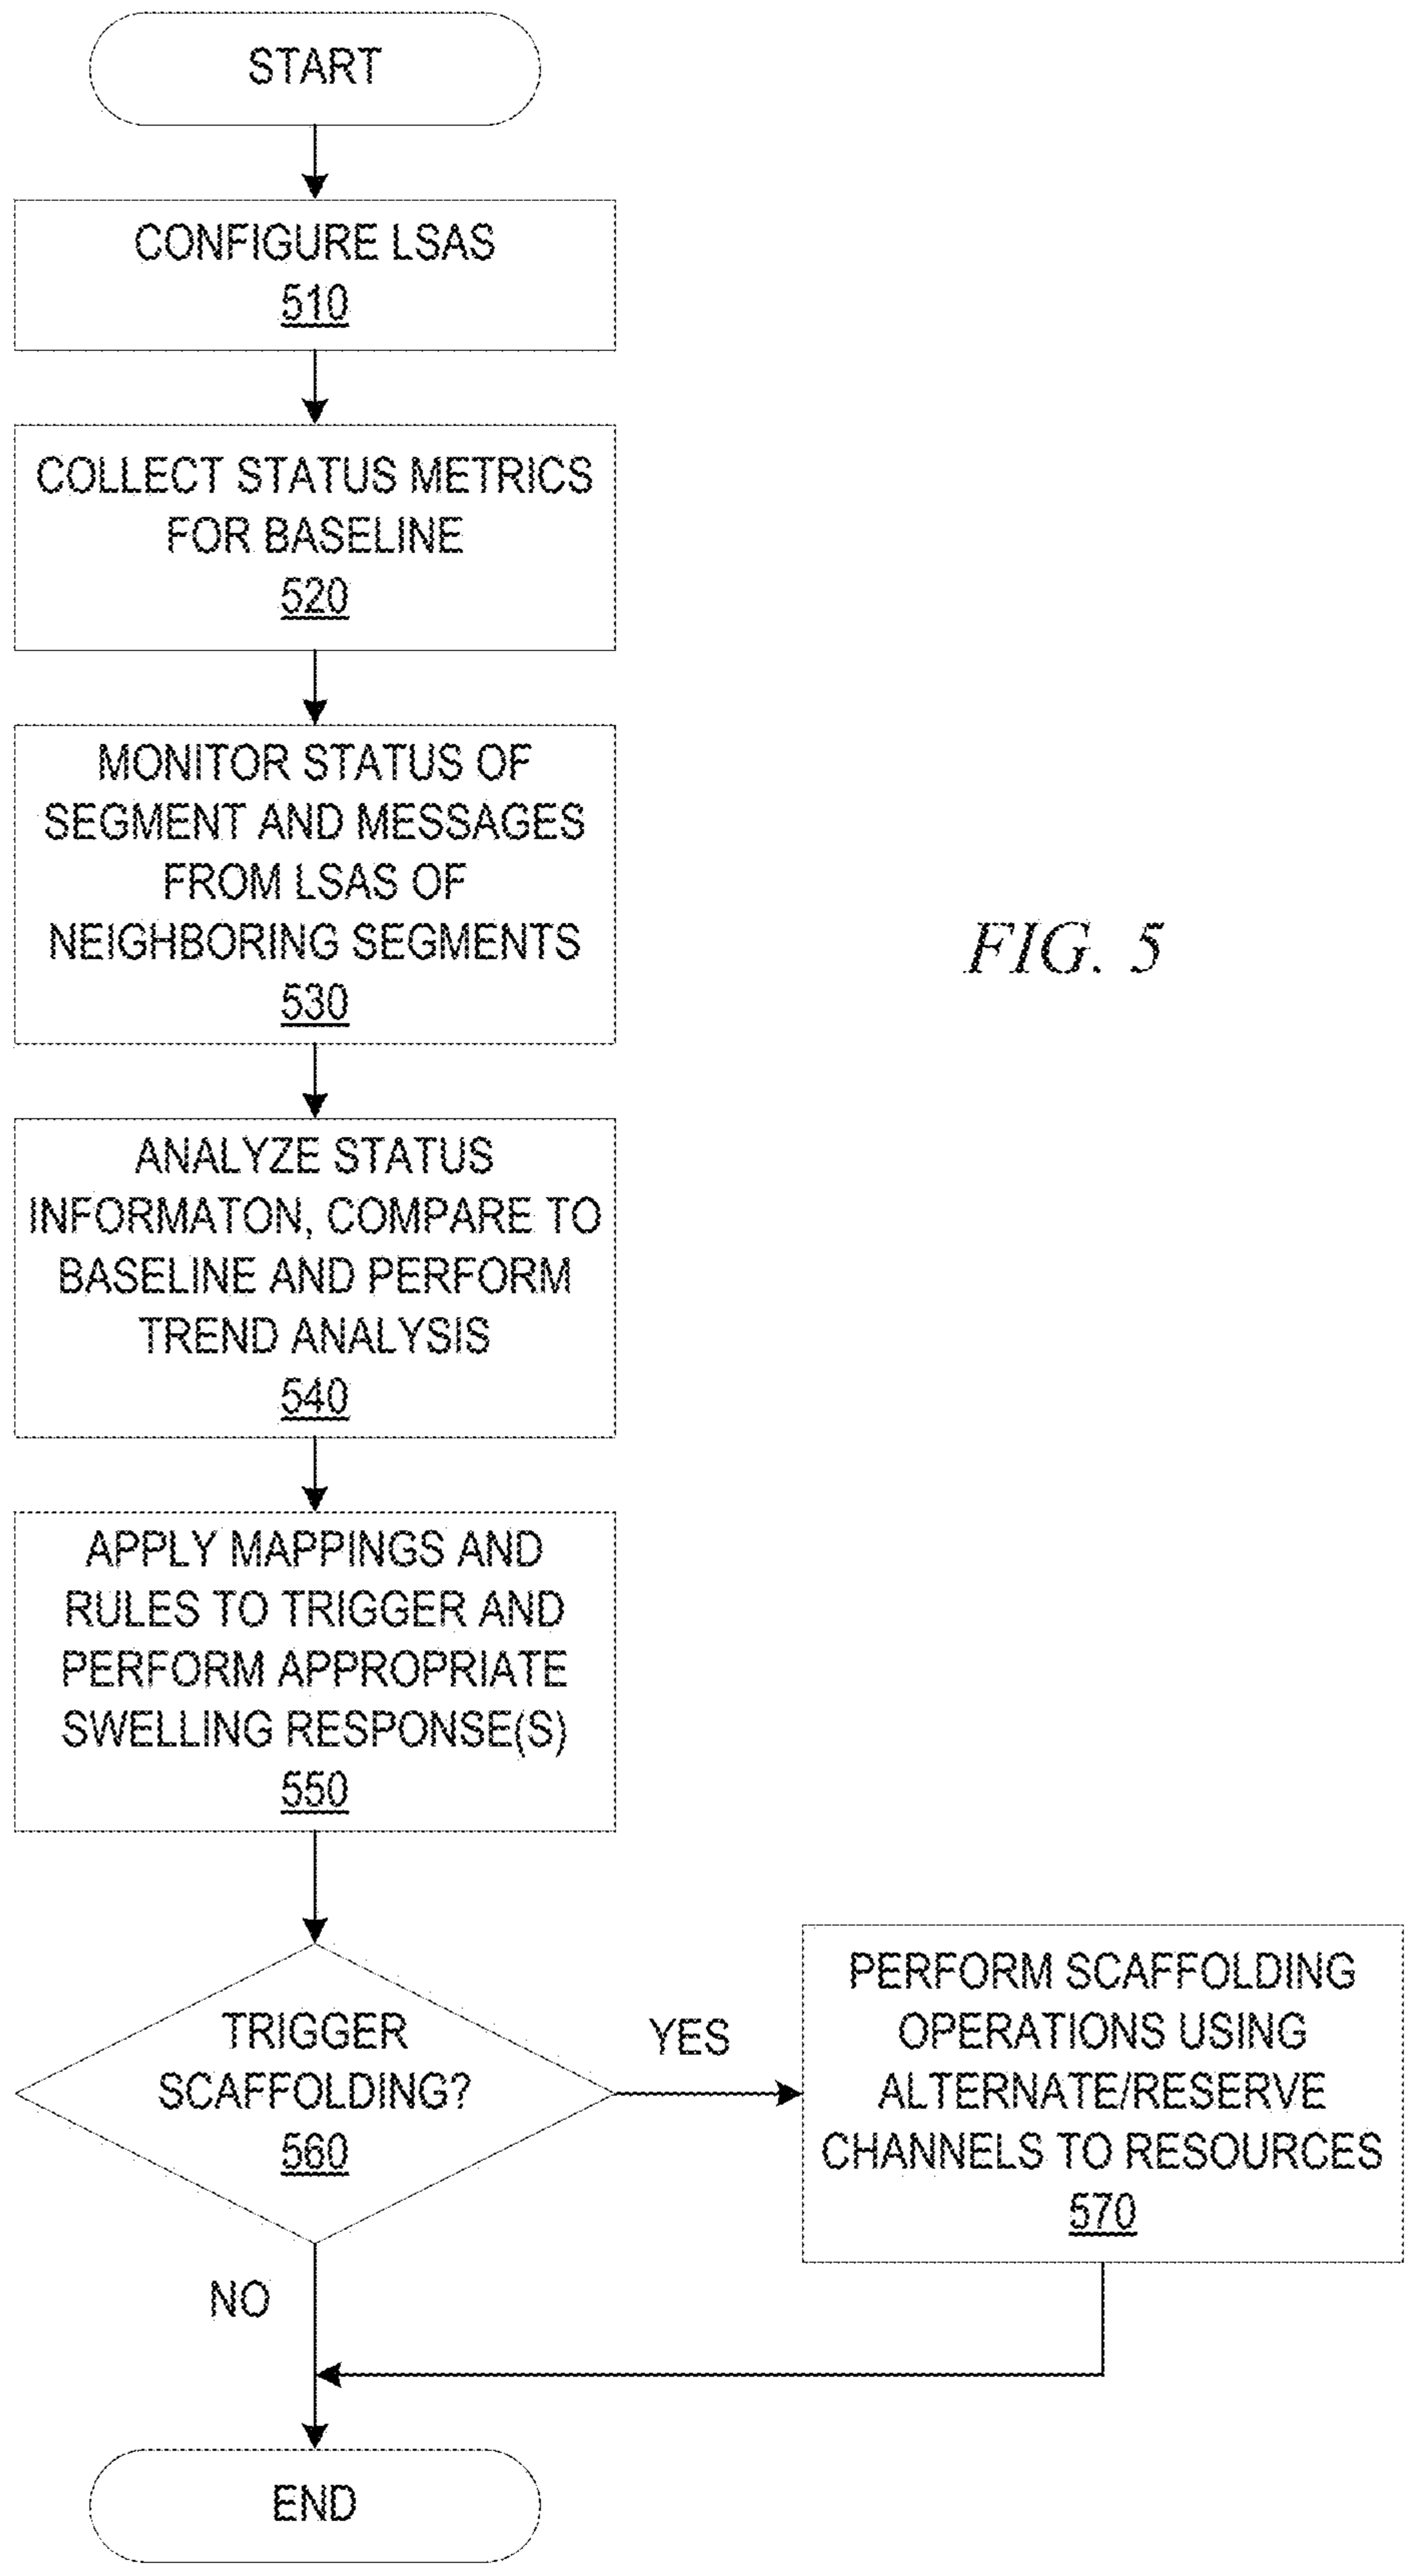 START
CONFIGURE LSAS
510
COLLECT STATUS METRICS
FOR BASELINE
520
MONITOR STATUS OF
SEGMENT AND MESSAGES
FROM LSAS OF
NEIGHBORING SEGMENTS
530
FIG. 5
ANALYZE STATUS
INFORMATON, COMPARE TO
BASELINE AND PERFORM
TREND ANALYSIS
540
APPLY MAPPINGS AND
RULES TO TRIGGER AND
PERFORM APPROPRIATE
SWELLING RESPONSE(S)
550
TRIGGER
SCAFFOLDING?
560
YES
PERFORM SCAFFOLDING
OPERATIONS USING
ALTERNATE/RESERVE
CHANNELS TO RESOURCES
570
NO
END